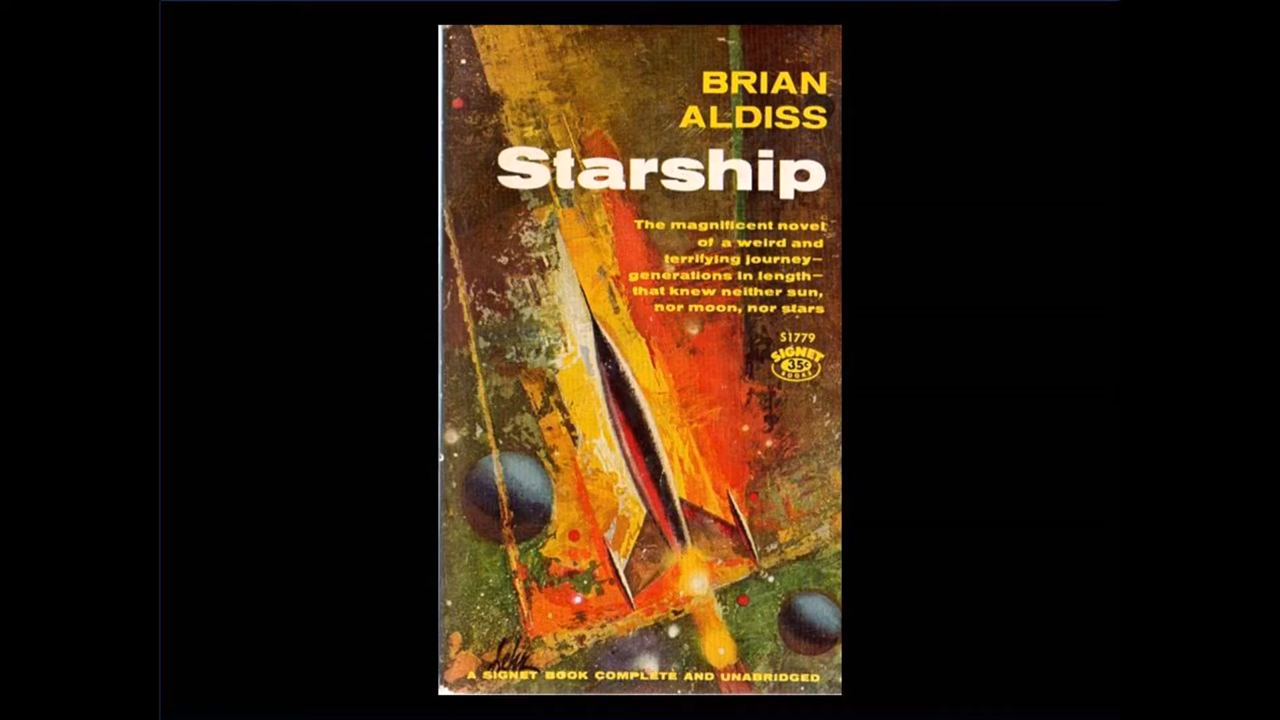 BRIAN
ALDISS
Starship
The magnificent novel
of a weird and
terrifying journey—
generations in length—
that knew neither sun,
nor moon, nor stars
S1779
SIGNET
35¢
BOOKS
A SIGNET BOOK COMPLETE AND UNABRIDGED